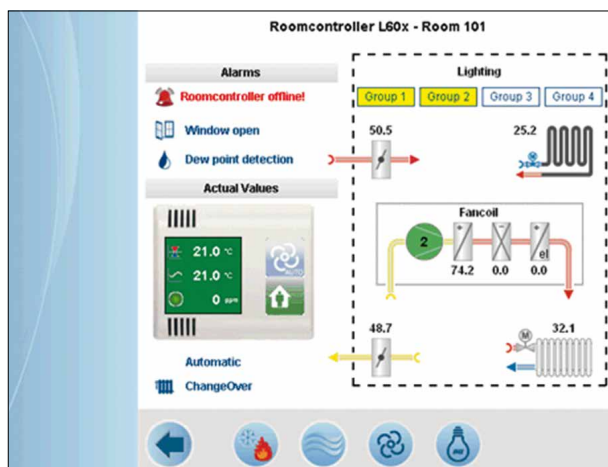 Roomcontroller L60x - Room 101
Alarms
Roomcontroller offline!
Window open
Dew point detection
Actual Values
21.0 °C
21.0 °C
0 ppm
AUTO
Automatic
ChangeOver
Lighting
Group 1 Group 2 Group 3 Group 4
50.5 25.2
M
Fancoil
2
el
74.2 0.0 0.0
48.7 32.1
M